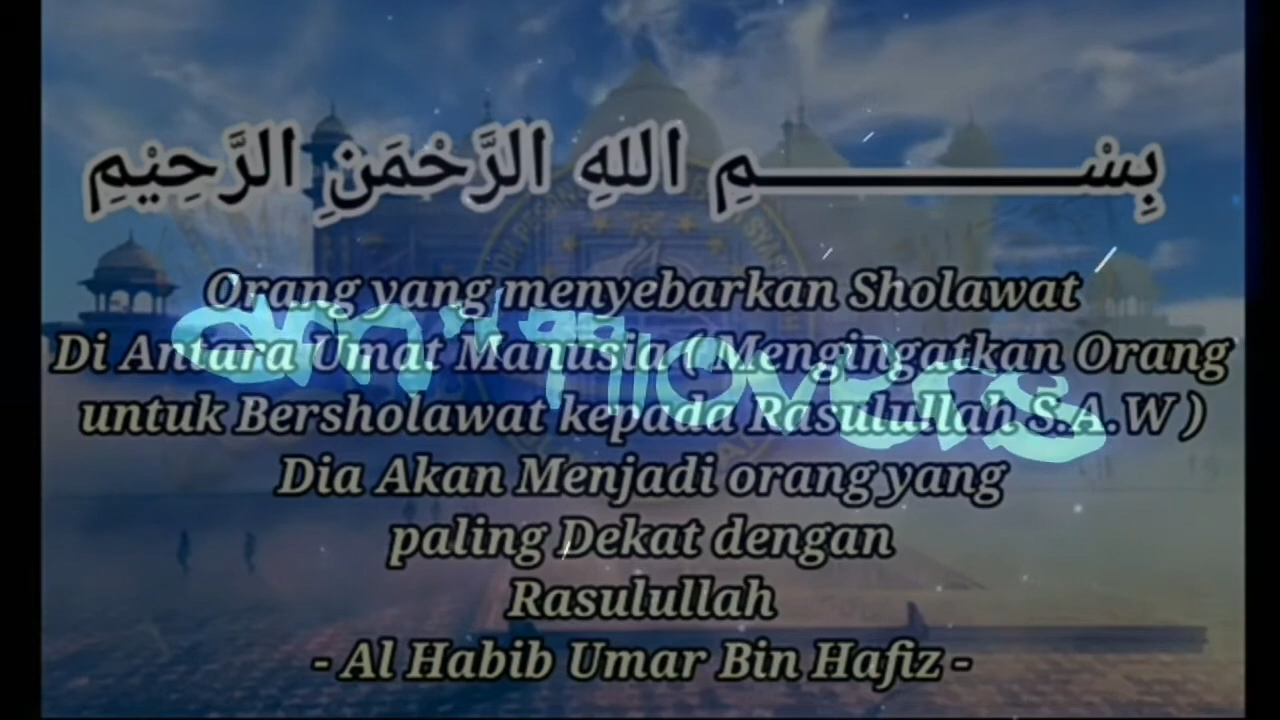 بِسْــــــــــمِ اللهِ الرَّحْمَنِ الرَّحِيْمِ
Orang yang menyebarkan Sholawat
Di Antara Umat Manusia ( Mengingatkan Orang
untuk Bersholawat kepada Rasulullah S.A.W )
Dia Akan Menjadi orang yang
paling Dekat dengan
Rasulullah
- Al Habib Umar Bin Hafiz -